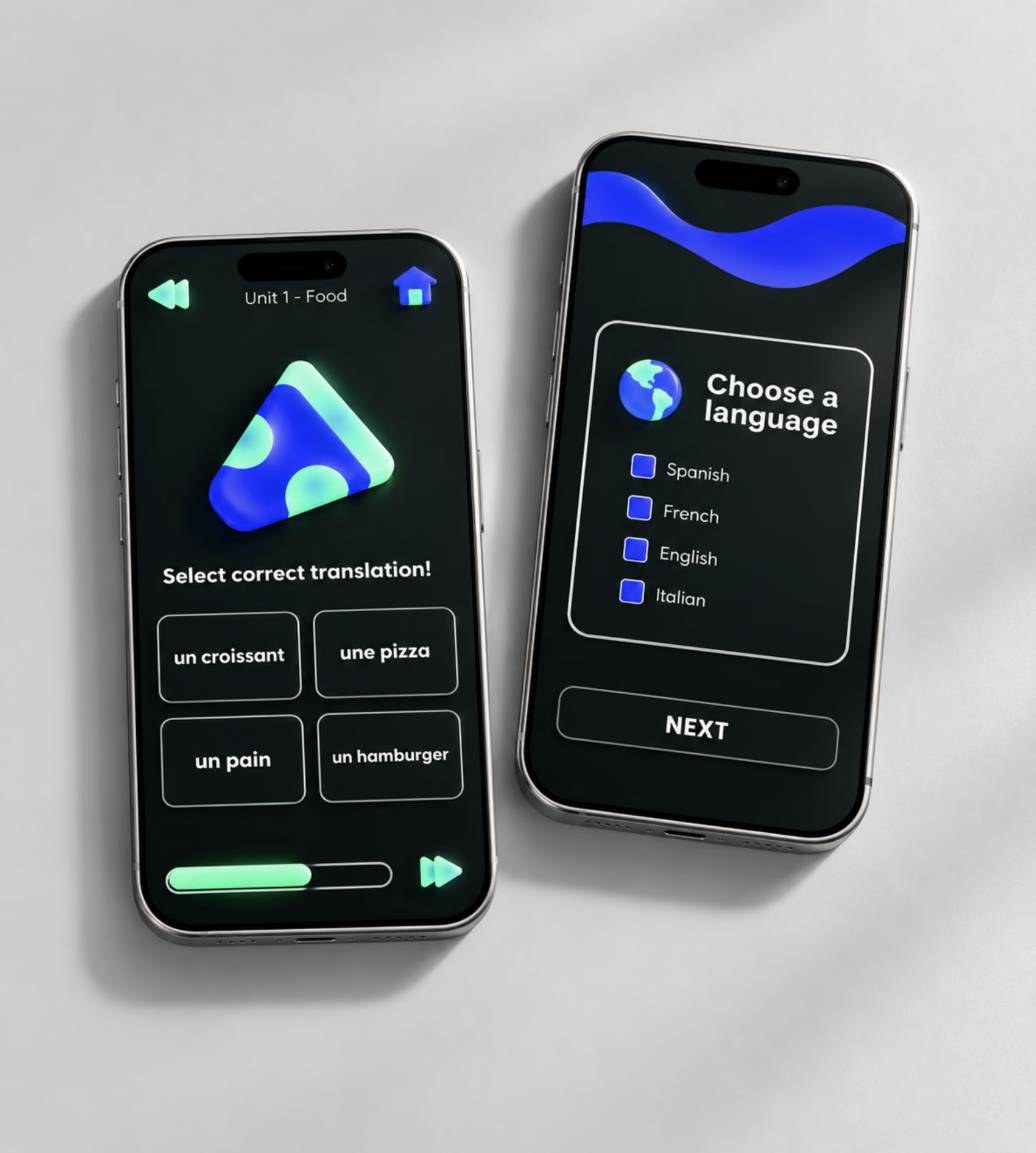 Unit 1 - Food
Select correct translation!
un croissant
une pizza
un pain
un hamburger
Choose a
language
Spanish
French
English
Italian
NEXT